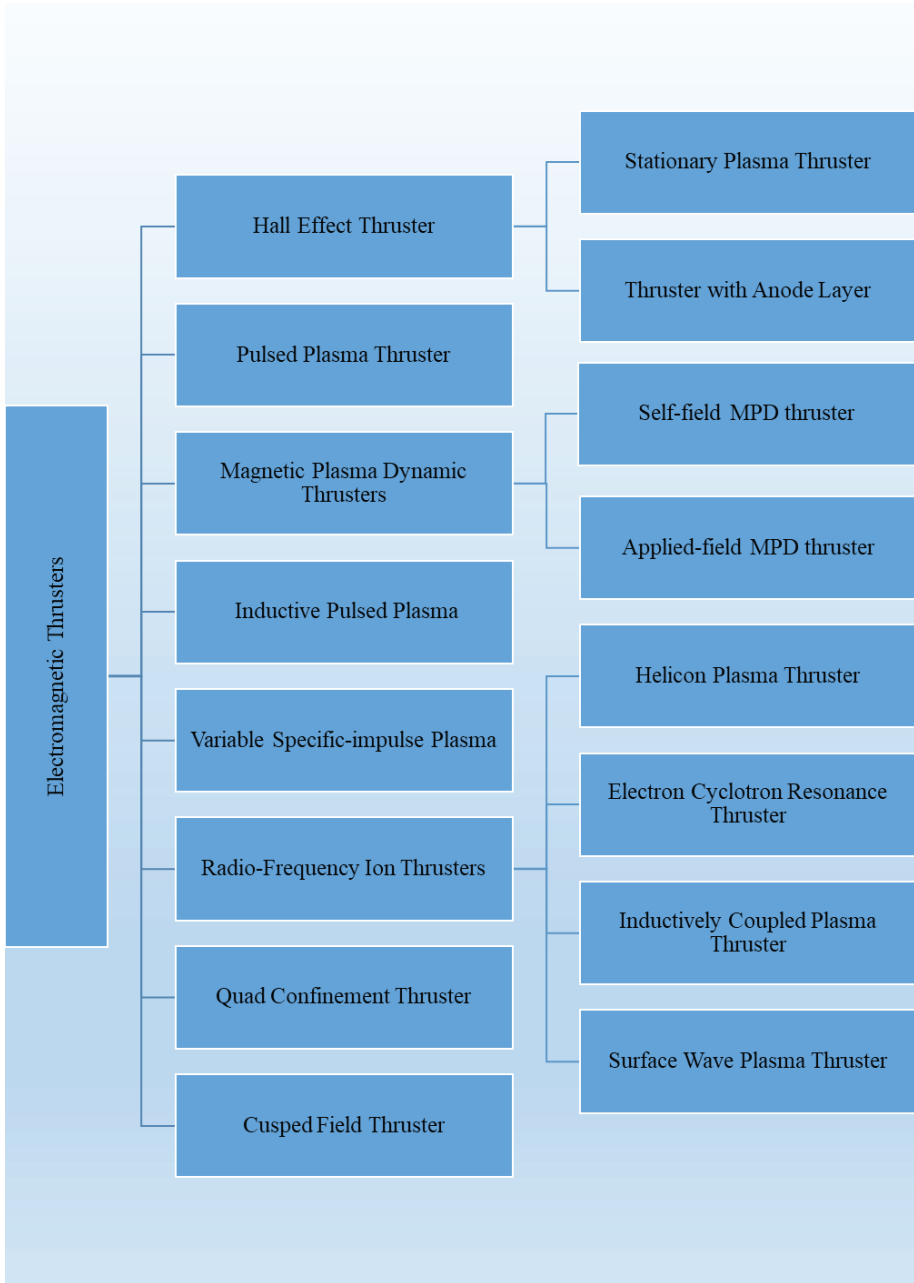 Electromagnetic Thrusters
Hall Effect Thruster
Stationary Plasma Thruster
Thruster with Anode Layer
Pulsed Plasma Thruster
Magnetic Plasma Dynamic
Thrusters
Self-field MPD thruster
Applied-field MPD thruster
Inductive Pulsed Plasma
Variable Specific-impulse Plasma
Radio-Frequency Ion Thrusters
Helicon Plasma Thruster
Electron Cyclotron Resonance
Thruster
Inductively Coupled Plasma
Thruster
Surface Wave Plasma Thruster
Quad Confinement Thruster
Cusped Field Thruster